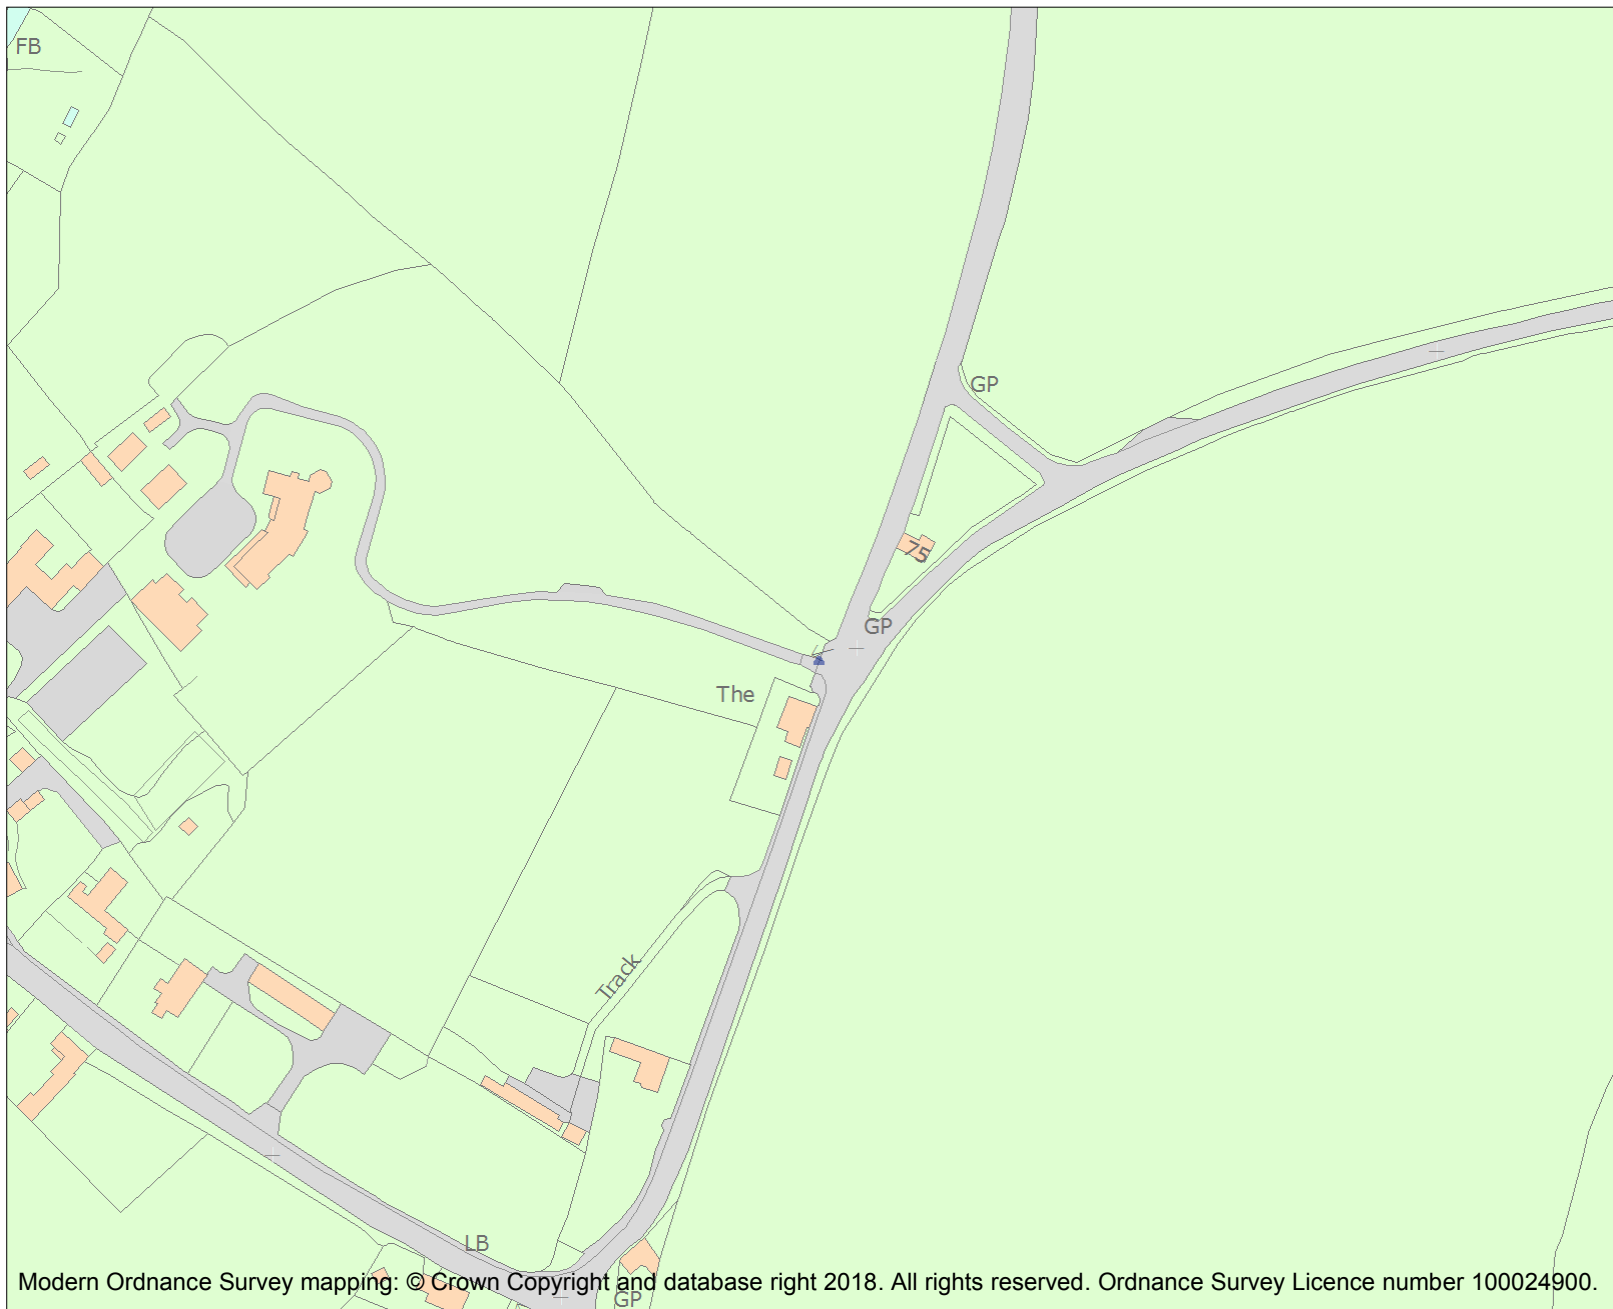 FB
GP
75
GP
The
Track
LB
Modern Ordnance Survey mapping: © Crown Copyright and database right 2018. All rights reserved. Ordnance Survey Licence number 100024900.
GP